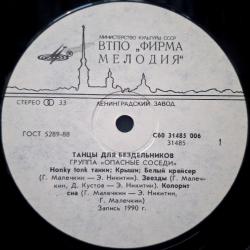 МИНИСТЕРСТВО КУЛЬТУРЫ СССР
ВТПО „ФИРМА
МЕЛОДИЯ"
СТЕРЕО 33
ЛЕНИНГРАДСКИЙ ЗАВОД
ГОСТ 5289-88
С60 31485 006
31485
1
ТАНЦЫ ДЛЯ БЕЗДЕЛЬНИКОВ
ГРУППА «ОПАСНЫЕ СОСЕДИ»
Honky tonk танки; Крыши; Белый крейсер
(Г. Малечкин — Э. Никитин). Звезды (Г. Малеч-
кин, Д. Кустов — Э. Никитин). Колорит
сна (Г. Малечкин — Э. Никитин,
Г. Малечкин)
Запись 1990 г.